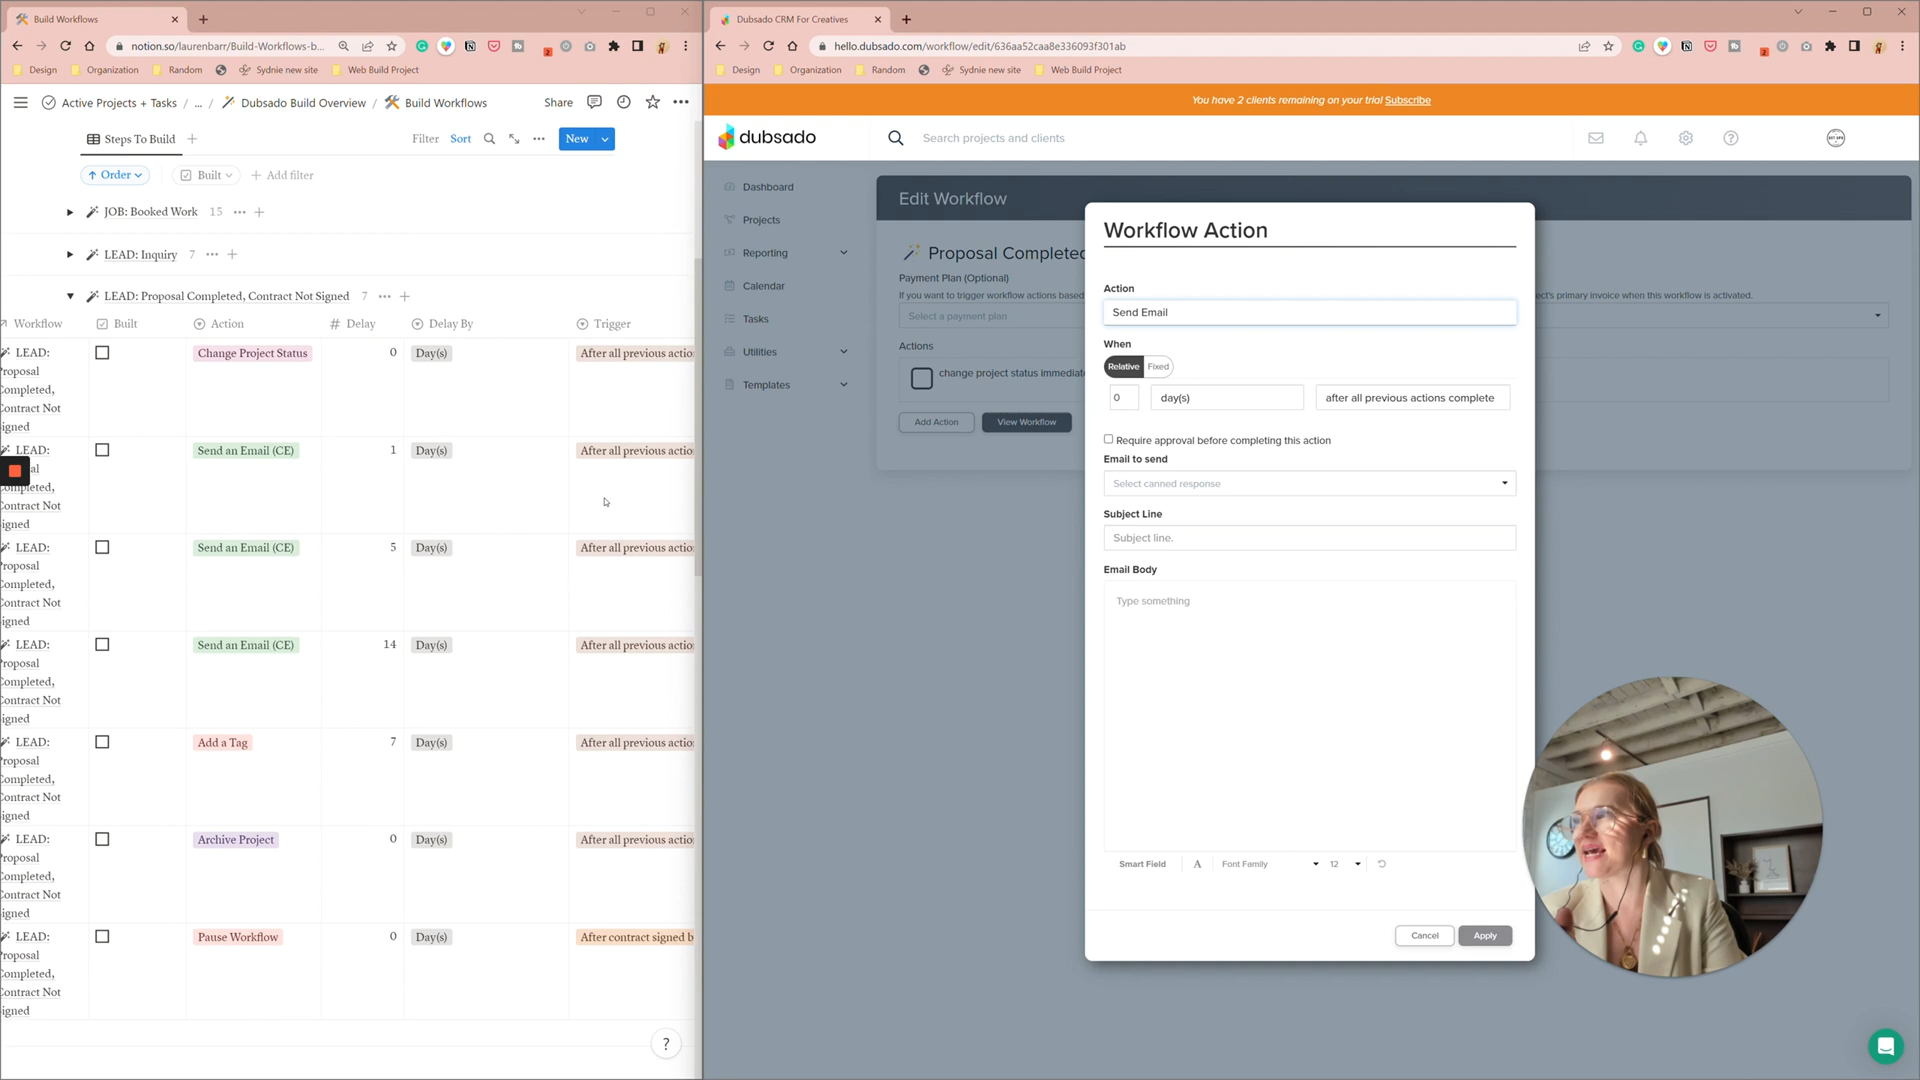 Build Workflows
notion.so/laurenbarr/Build-Workflows-b...
Design
Organization
Random
Sydnie new site
Web Build Project
Active Projects + Tasks / ... / Dubsado Build Overview / Build Workflows
Share
Steps To Build
Filter
Sort
New
Order
Built
Add filter
JOB: Booked Work 15
LEAD: Inquiry 7
LEAD: Proposal Completed, Contract Not Signed 7
Workflow
Built
Action
# Delay
Delay By
Trigger
LEAD:
Proposal
Completed,
Contract Not
Signed
Change Project Status
0
Day(s)
After all previous actio
LEAD:
Completed,
Contract Not
Signed
Send an Email (CE)
1
Day(s)
After all previous actio
LEAD:
Proposal
Completed,
Contract Not
Signed
Send an Email (CE)
5
Day(s)
After all previous actio
LEAD:
Proposal
Completed,
Contract Not
Signed
Send an Email (CE)
14
Day(s)
After all previous actio
LEAD:
Proposal
Completed,
Contract Not
Signed
Add a Tag
7
Day(s)
After all previous actio
LEAD:
Proposal
Completed,
Contract Not
Signed
Archive Project
0
Day(s)
After all previous actio
LEAD:
Proposal
Completed,
Contract Not
Signed
Pause Workflow
0
Day(s)
After contract signed b
?
Dubsado CRM For Creatives
hello.dubsado.com/workflow/edit/636aa52caa8e336093f301ab
Design
Organization
Random
Sydnie new site
Web Build Project
You have 2 clients remaining on your trial Subscribe
dubsado
Search projects and clients
Dashboard
Projects
Reporting
Calendar
Tasks
Utilities
Templates
Edit Workflow
Proposal Completed
Payment Plan (Optional)
If you want to trigger workflow actions based
ect's primary invoice when this workflow is activated.
Select a payment plan
Actions
change project status immediate
Add Action
View Workflow
Workflow Action
Action
Send Email
When
Relative
Fixed
0
day(s)
after all previous actions complete
Require approval before completing this action
Email to send
Select canned response
Subject Line
Subject line.
Email Body
Type something
Smart Field
A
Font Family
12
Cancel
Apply